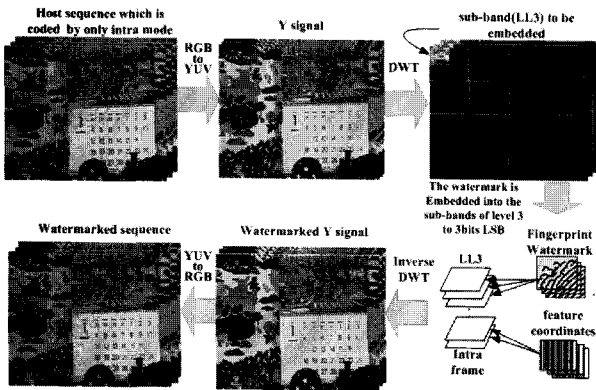 Host sequence which is
coded by only intra mode
RGB
to
YUV
Y signal
DWT
sub-band(LL3) to be
embedded
The watermark is
Embedded into the
sub-bands of level 3
to 3bits LSB
Watermarked sequence
YUV
to
RGB
Watermarked Y signal
Inverse
DWT
LL3
Fingerprint
Watermark
Intra
frame
feature
coordinates